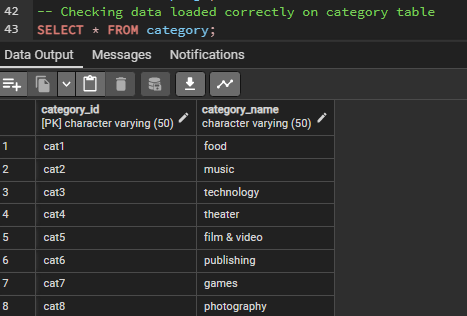 42 -- Checking data loaded correctly on category table
43 SELECT * FROM category;
Data Output Messages Notifications
category_id category_name
[PK] character varying (50) character varying (50)
1 cat1 food
2 cat2 music
3 cat3 technology
4 cat4 theater
5 cat5 film & video
6 cat6 publishing
7 cat7 games
8 cat8 photography